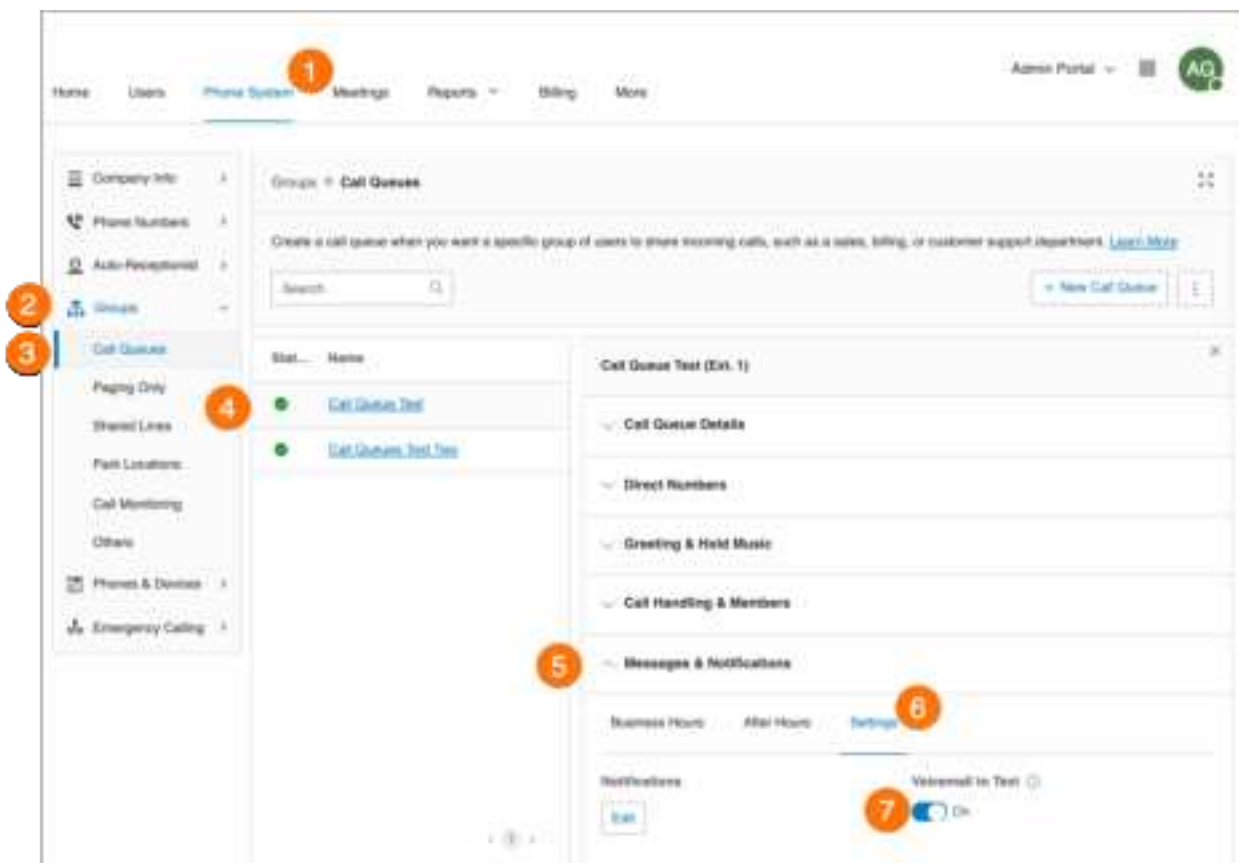 1
Admin Portal
AG
Home Users Phone System Meetings Reports Billing More
Company Info
Groups Call Queues
Phone Numbers
Create a call queue when you want a specific group of users to share incoming calls, such as a sales, billing, or customer support department. Learn More
Auto-Receptionist
Search
+ New Call Queue
2
Groups
3
Call Queues
Stat... Name
Call Queue Test (Ext. 1)
Paging Only
4
Call Queue Test
Shared Lines
Call Queue Details
Call Queues Test Two
Park Locations
Direct Numbers
Call Monitoring
Others
Greeting & Hold Music
Phones & Devices
Call Handling & Members
Emergency Calling
5
Messages & Notifications
6
Business Hours After Hours Settings
Notifications
Voicemail to Text
7
On
Edit
1